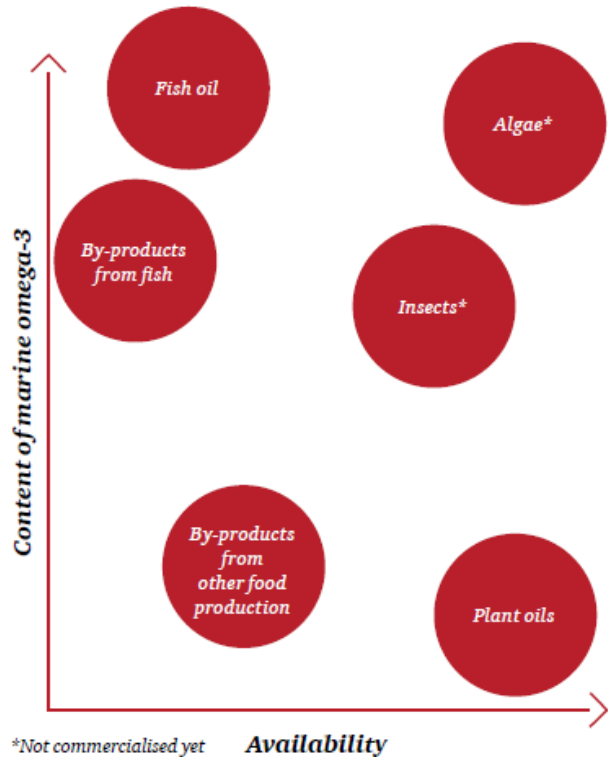 Fish oil
Algae*
By-products
from fish
Insects*
Content of marine omega-3
By-products
from
other food
production
Plant oils
*Not commercialised yet
Availability